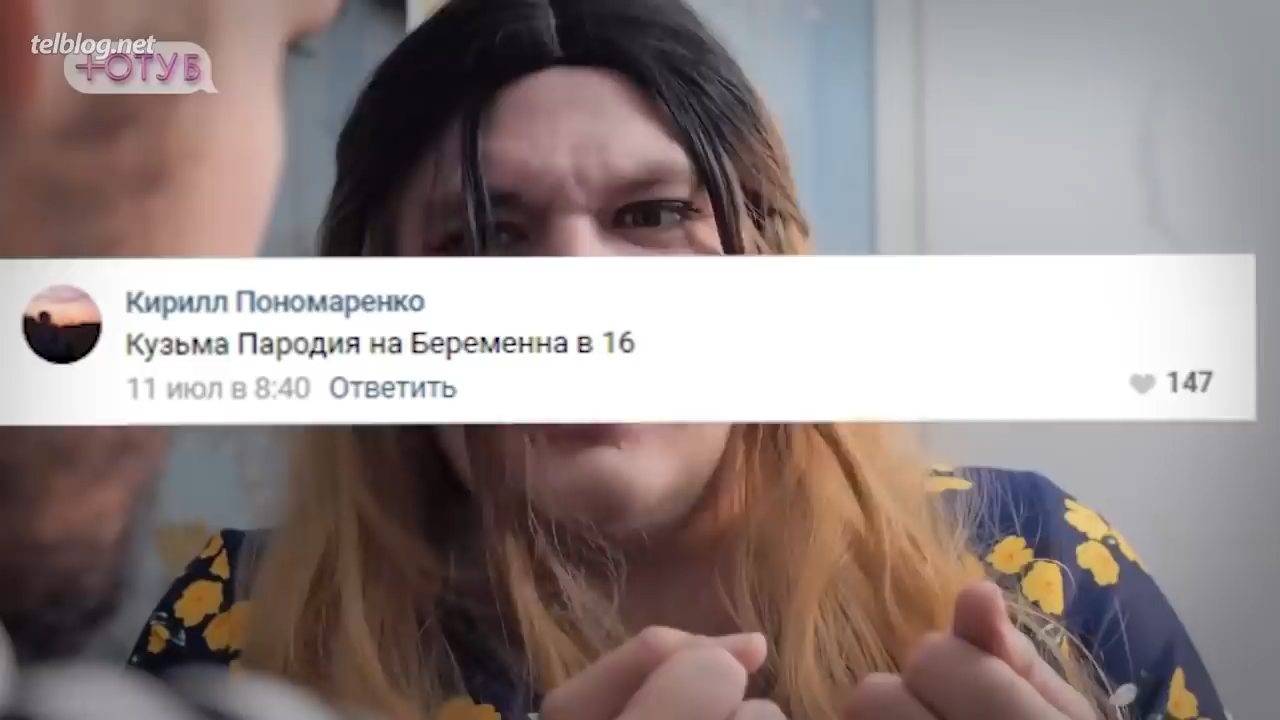 telblog.net
+ОТУБ
Кирилл Пономаренко
Кузьма Пародия на Беременна в 16
11 июл в 8:40 Ответить
147